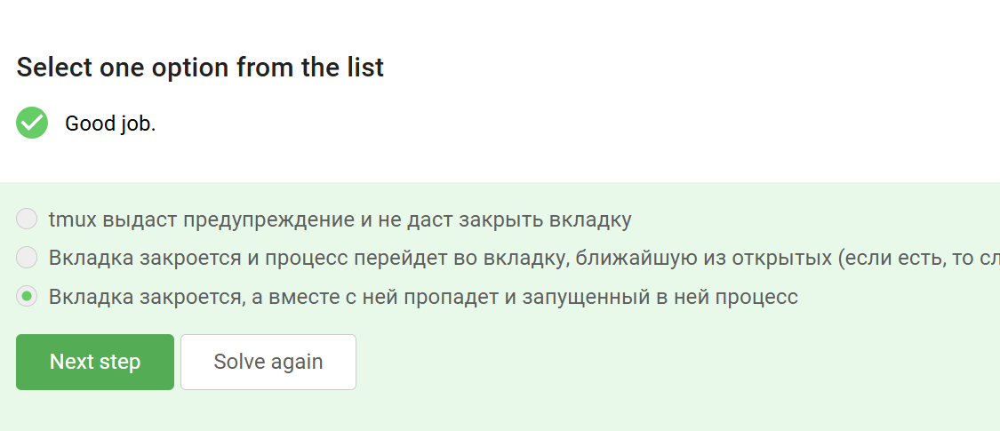 Select one option from the list
Good job.
tmux выдаст предупреждение и не даст закрыть вкладку
Вкладка закроется и процесс перейдет во вкладку, ближайшую из открытых (если есть, то
Вкладка закроется, а вместе с ней пропадет и запущенный в ней процесс
Next step
Solve again